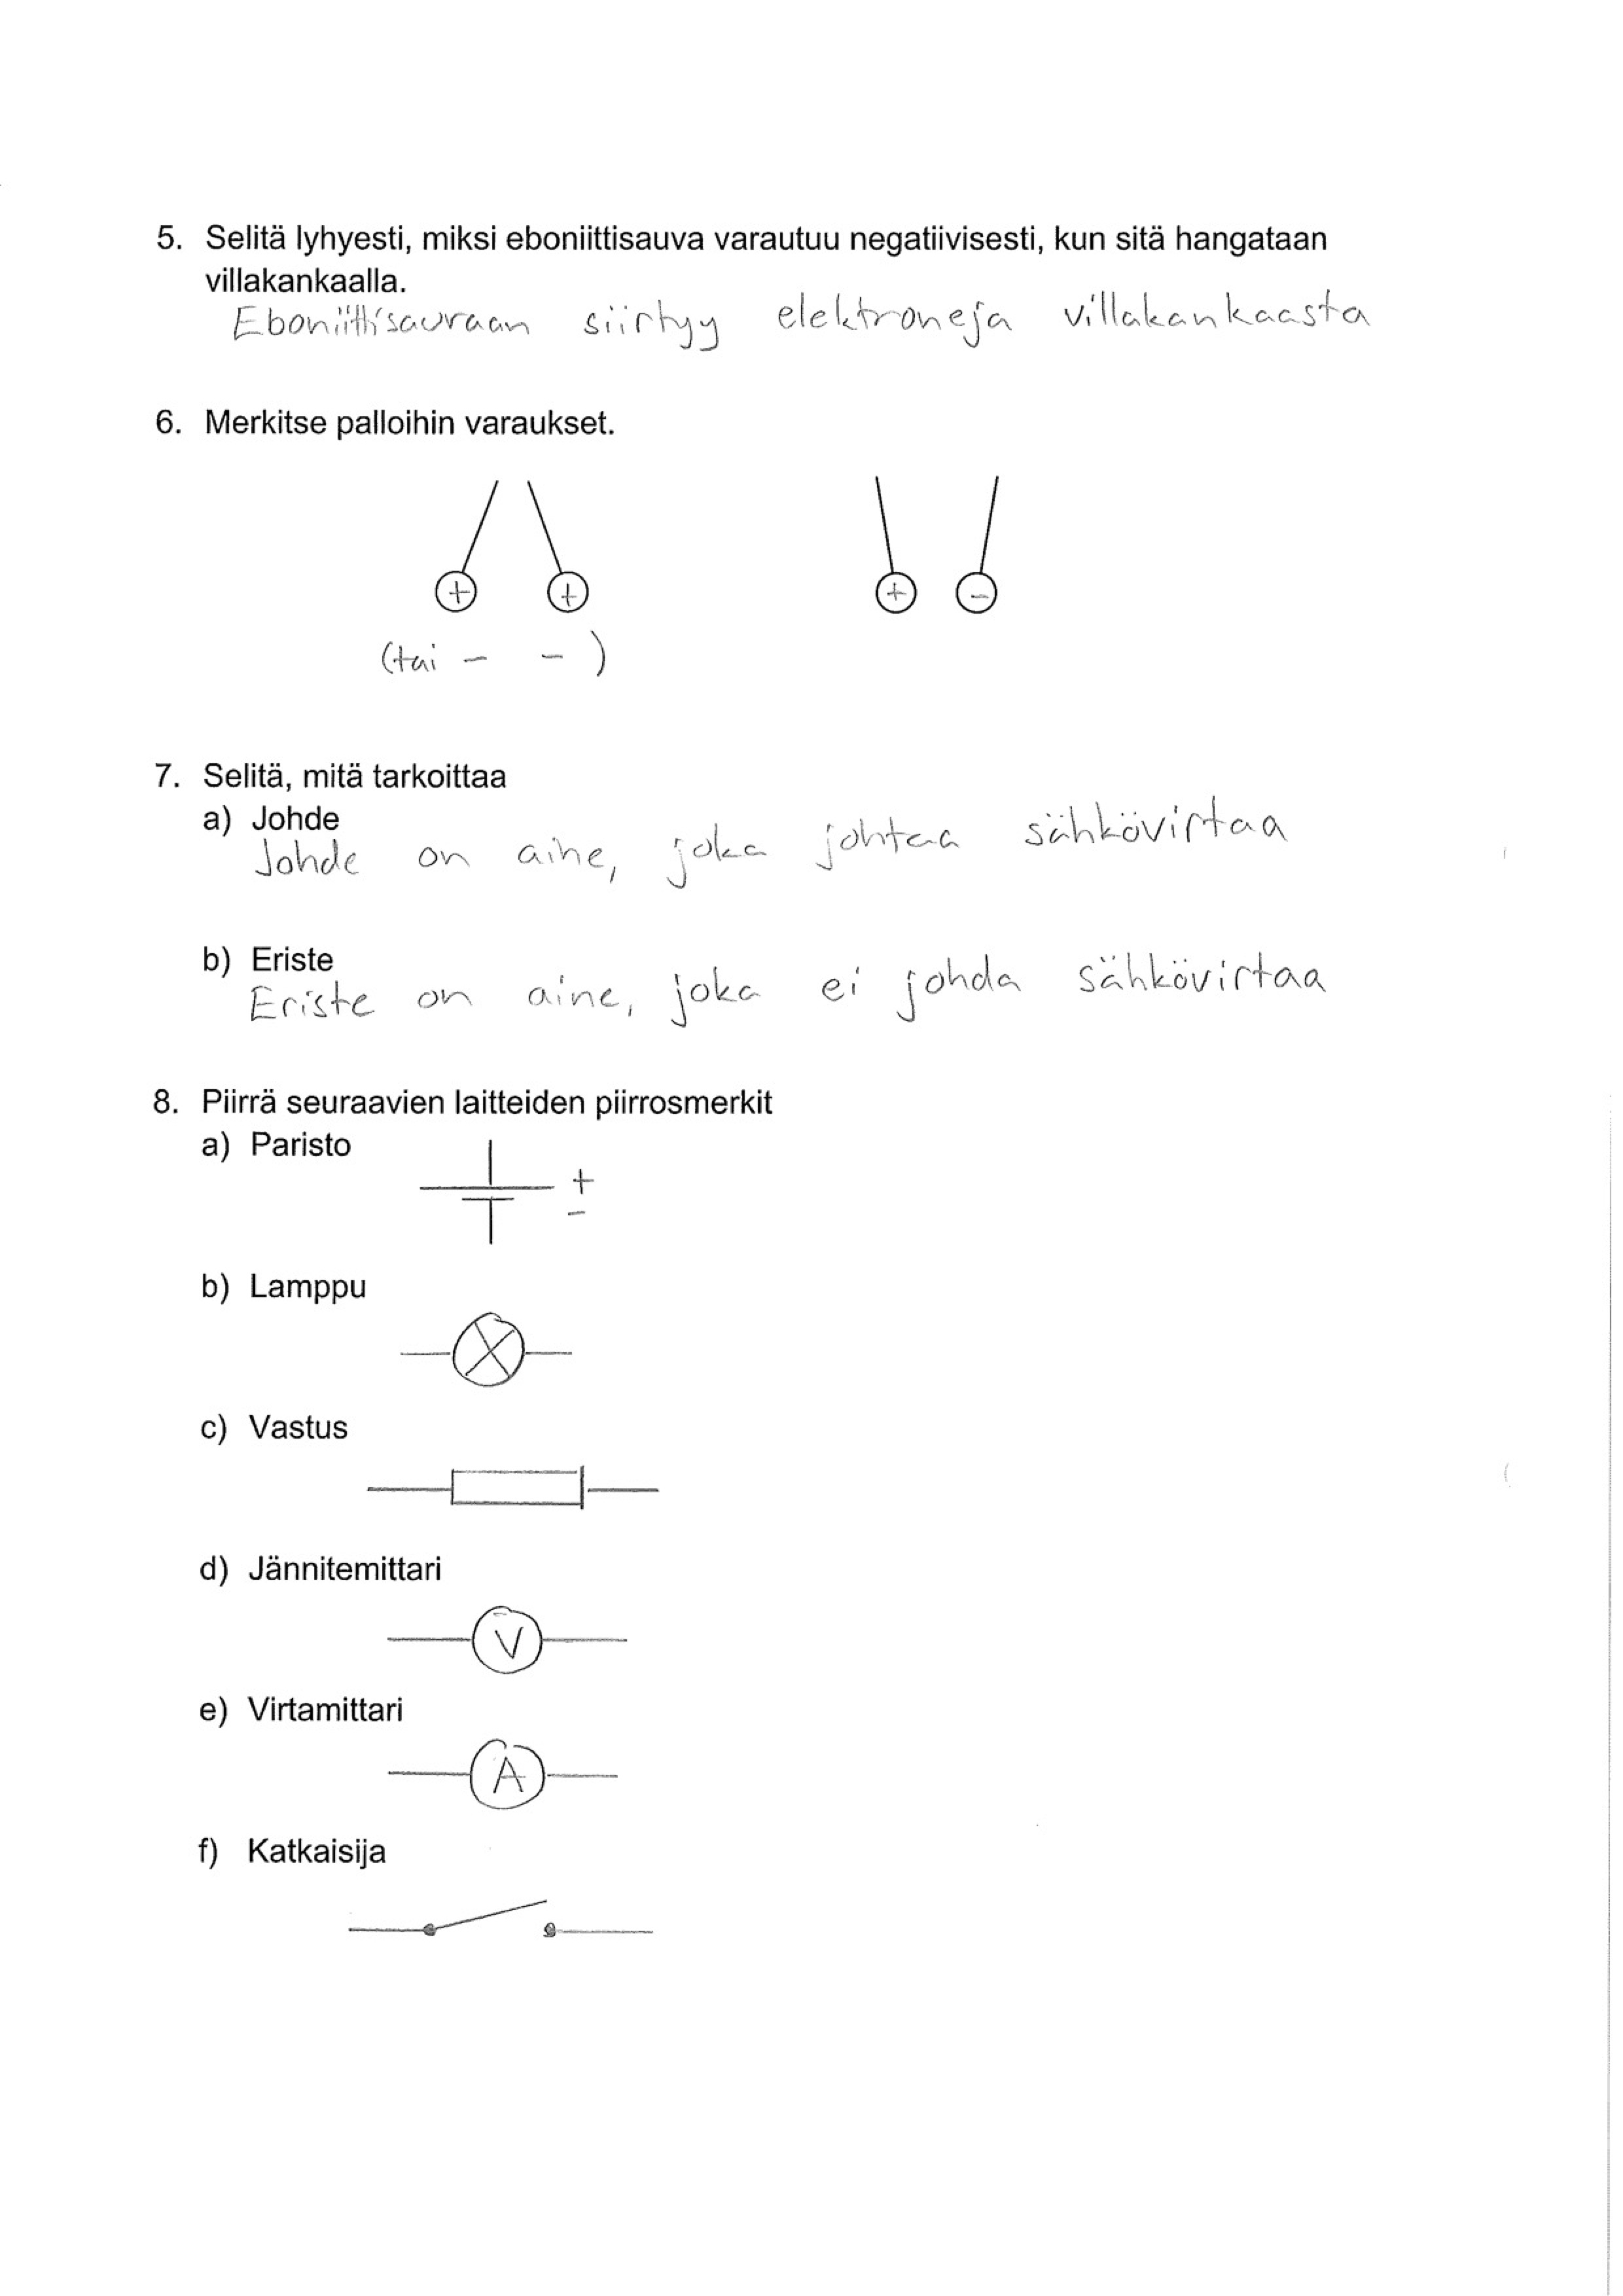 5. Selitä lyhyesti, miksi eboniittisauva varautuu negatiivisesti, kun sitä hangataan
villakankaalla.
Eboniittisauvaan siirtyy elektroneja villakankaasta
6. Merkitse palloihin varaukset.
+ + + -
(tai - - )
7. Selitä, mitä tarkoittaa
a) Johde
Johde on aine, joka johtaa sähkövirtaa
b) Eriste
Eriste on aine, joka ei johda sähkövirtaa
8. Piirrä seuraavien laitteiden piirrosmerkit
a) Paristo
+
-
b) Lamppu
c) Vastus
d) Jännitemittari
V
e) Virtamittari
A
f) Katkaisija